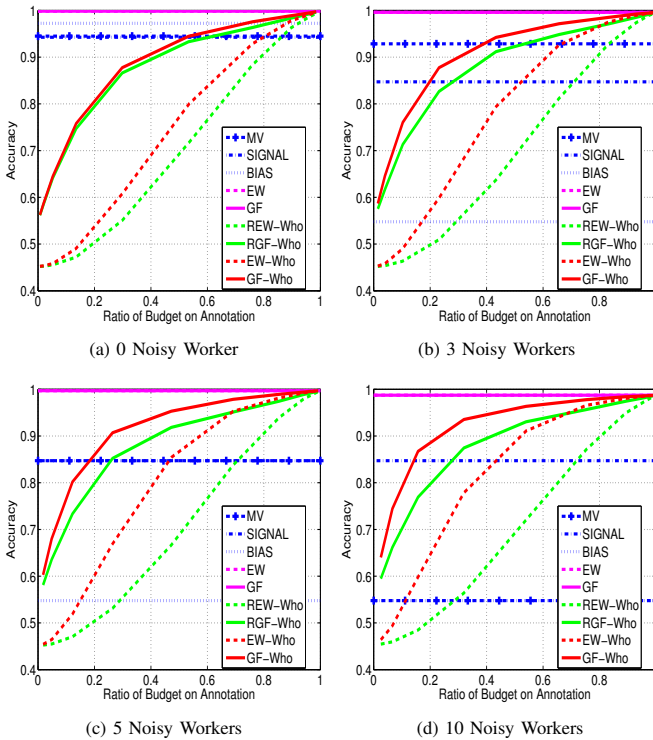 1
0.9
0.8
0.7
0.6
0.5
0.4
Accuracy
0 0.2 0.4 0.6 0.8 1
Ratio of Budget on Annotation
MV
SIGNAL
BIAS
EW
GF
REW−Who
RGF−Who
EW−Who
GF−Who
(a) 0 Noisy Worker
1
0.9
0.8
0.7
0.6
0.5
0.4
Accuracy
0 0.2 0.4 0.6 0.8
Ratio of Budget on Annotation
MV
SIGNAL
BIAS
EW
GF
REW−Who
RGF−Who
EW−Who
GF−Who
(b) 3 Noisy Workers
1
0.9
0.8
0.7
0.6
0.5
0.4
Accuracy
0 0.2 0.4 0.6 0.8 1
Ratio of Budget on Annotation
MV
SIGNAL
BIAS
EW
GF
REW−Who
RGF−Who
EW−Who
GF−Who
(c) 5 Noisy Workers
1
0.9
0.8
0.7
0.6
0.5
0.4
Accuracy
0 0.2 0.4 0.6 0.8
Ratio of Budget on Annotation
MV
SIGNAL
BIAS
EW
GF
REW−Who
RGF−Who
EW−Who
GF−Who
(d) 10 Noisy Workers